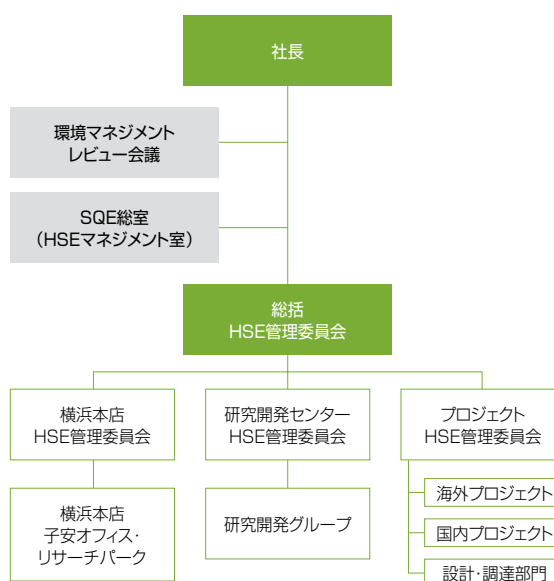 社長
環境マネジメント
レビュー会議
SQE総室
（HSEマネジメント室）
総括
HSE管理委員会
横浜本店
HSE管理委員会
研究開発センター
HSE管理委員会
プロジェクト
HSE管理委員会
横浜本店
子安オフィス・
リサーチパーク
研究開発グループ
海外プロジェクト
国内プロジェクト
設計・調達部門